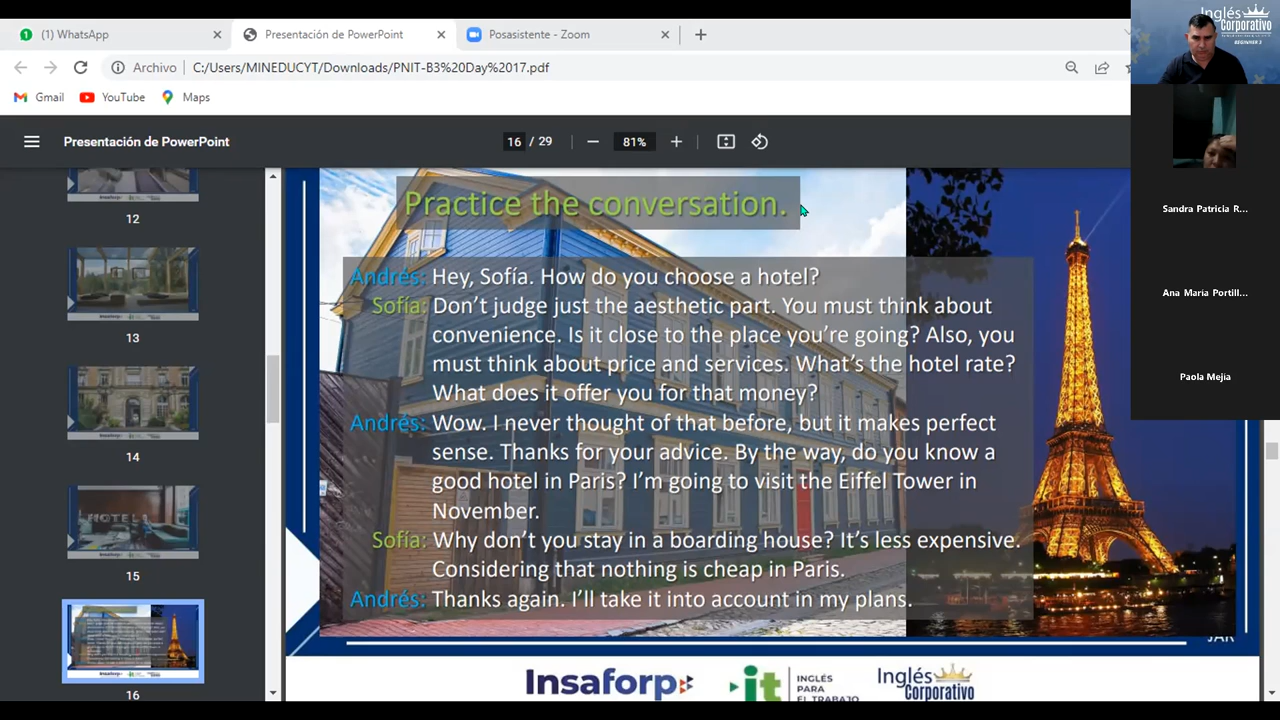 (1) WhatsApp
Presentación de PowerPoint
Posasistente - Zoom
Archivo
C:/Users/MINEDUCYT/Downloads/PNIT-B3%20Day%2017.pdf
Gmail
YouTube
Maps
Presentación de PowerPoint
16 / 29
81%
12
13
14
HOTEL
15
16
Practice the conversation.
Andrés: Hey, Sofía. How do you choose a hotel?
Sofía: Don't judge just the aesthetic part. You must think about
convenience. Is it close to the place you're going? Also, you
must think about price and services. What's the hotel rate?
What does it offer you for that money?
Andrés: Wow. I never thought of that before, but it makes perfect
sense. Thanks for your advice. By the way, do you know a
good hotel in Paris? I'm going to visit the Eiffel Tower in
November.
Sofía: Why don't you stay in a boarding house? It's less expensive.
Considering that nothing is cheap in Paris.
Andrés: Thanks again. I'll take it into account in my plans.
JAR
Insaforp
it
INGLÉS
PARA
EL TRABAJO
Inglés
Corporativo
Inglés
Corporativo
BEGINNER 3
Sandra Patricia R...
Ana Maria Portill...
Paola Mejia